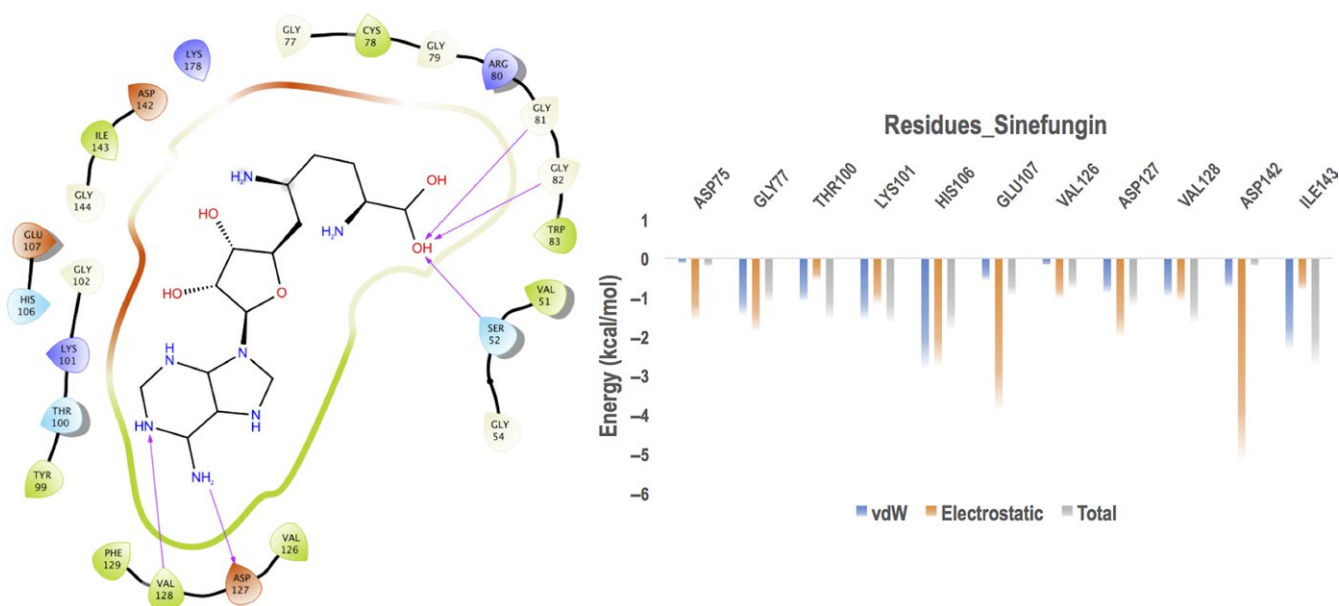 GLY
77
CYS
78
GLY
79
LYS
178
ARG
80
ASP
142
GLY
81
ILE
143
GLY
82
GLY
144
TRP
83
GLU
107
GLY
102
HIS
106
VAL
51
LYS
101
SER
52
THR
100
GLY
54
TYR
99
PHE
129
VAL
128
ASP
127
VAL
126
H₂N
OH
HO
H₂N
OH
HO
O
H
N
N
HN
N
H
NH₂
Residues_Sinefungin
ASP75
GLY77
THR100
LYS101
HIS106
GLU107
VAL126
ASP127
VAL128
ASP142
ILE143
Energy (kcal/mol)
1
0
–1
–2
–3
–4
–5
–6
vdW Electrostatic Total